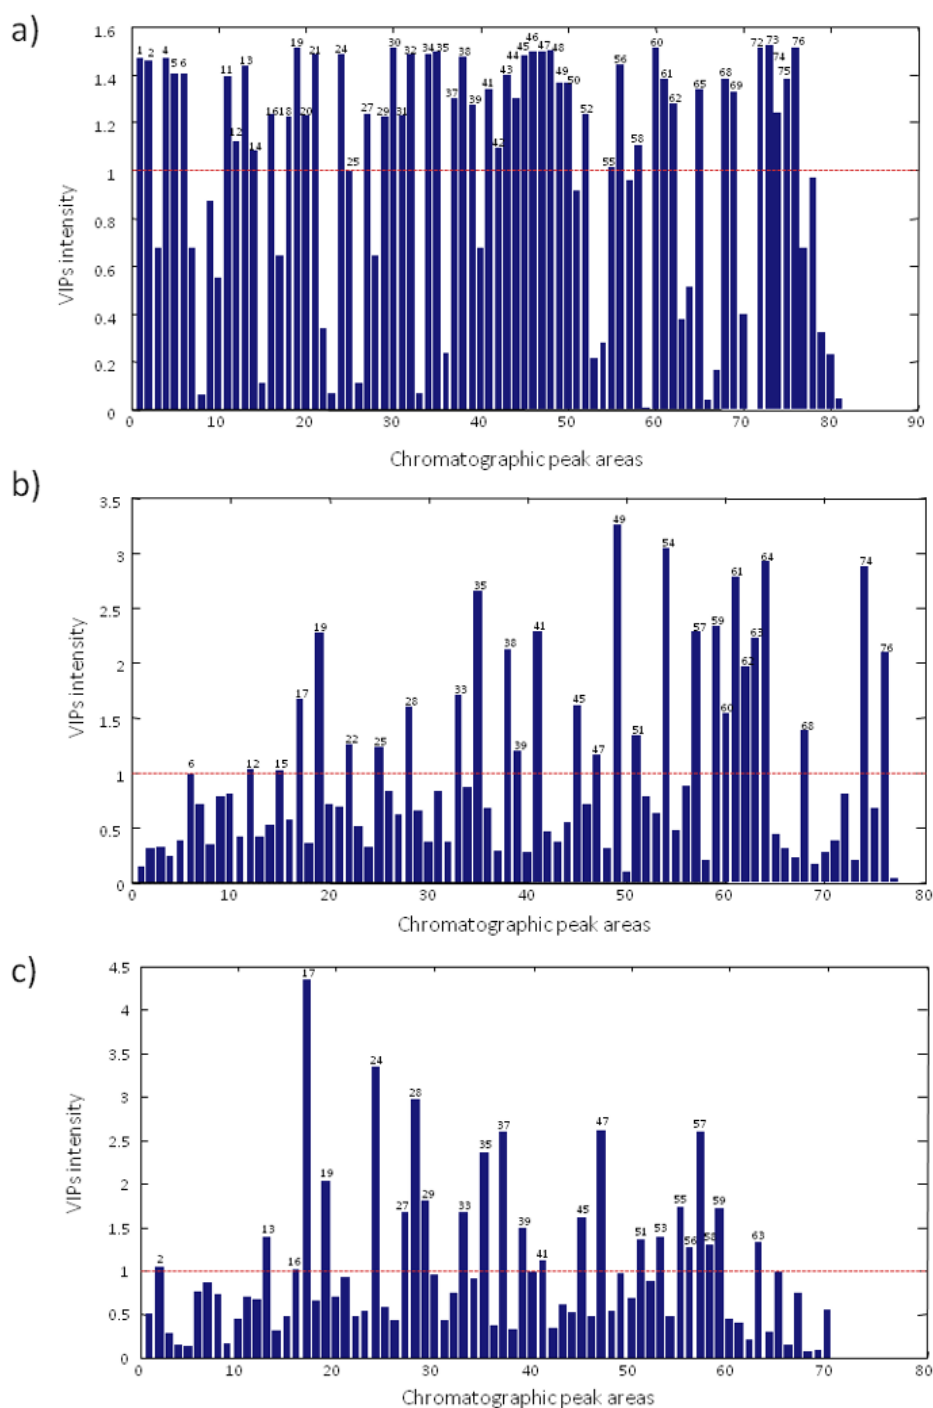 a)
1.6
1 2 4 5 6 11 12 13 14 16 18 19 20 21 24 25 27 29 30 31 32 34 35 37 38 39 41 42 43 44 45 46 47 48 49 50 52 55 56 58 60 61 62 65 68 69 72 73 74 75 76
1.4
1.2
1
0.8
0.6
0.4
0.2
0
VIPs intensity
0 10 20 30 40 50 60 70 80 90
Chromatographic peak areas
b)
3.5
6 12 15 17 19 22 25 28 33 35 38 39 41 45 47 49 51 54 57 59 60 61 62 63 64 68 74 76
3
2.5
2
1.5
1
0.5
0
VIPs intensity
0 10 20 30 40 50 60 70 80
Chromatographic peak areas
c)
4.5
2 13 16 17 19 24 27 28 29 33 35 37 39 41 45 47 51 53 55 56 57 58 59 63
4
3.5
3
2.5
2
1.5
1
0.5
0
VIPs intensity
0 10 20 30 40 50 60 70 80
Chromatographic peak areas